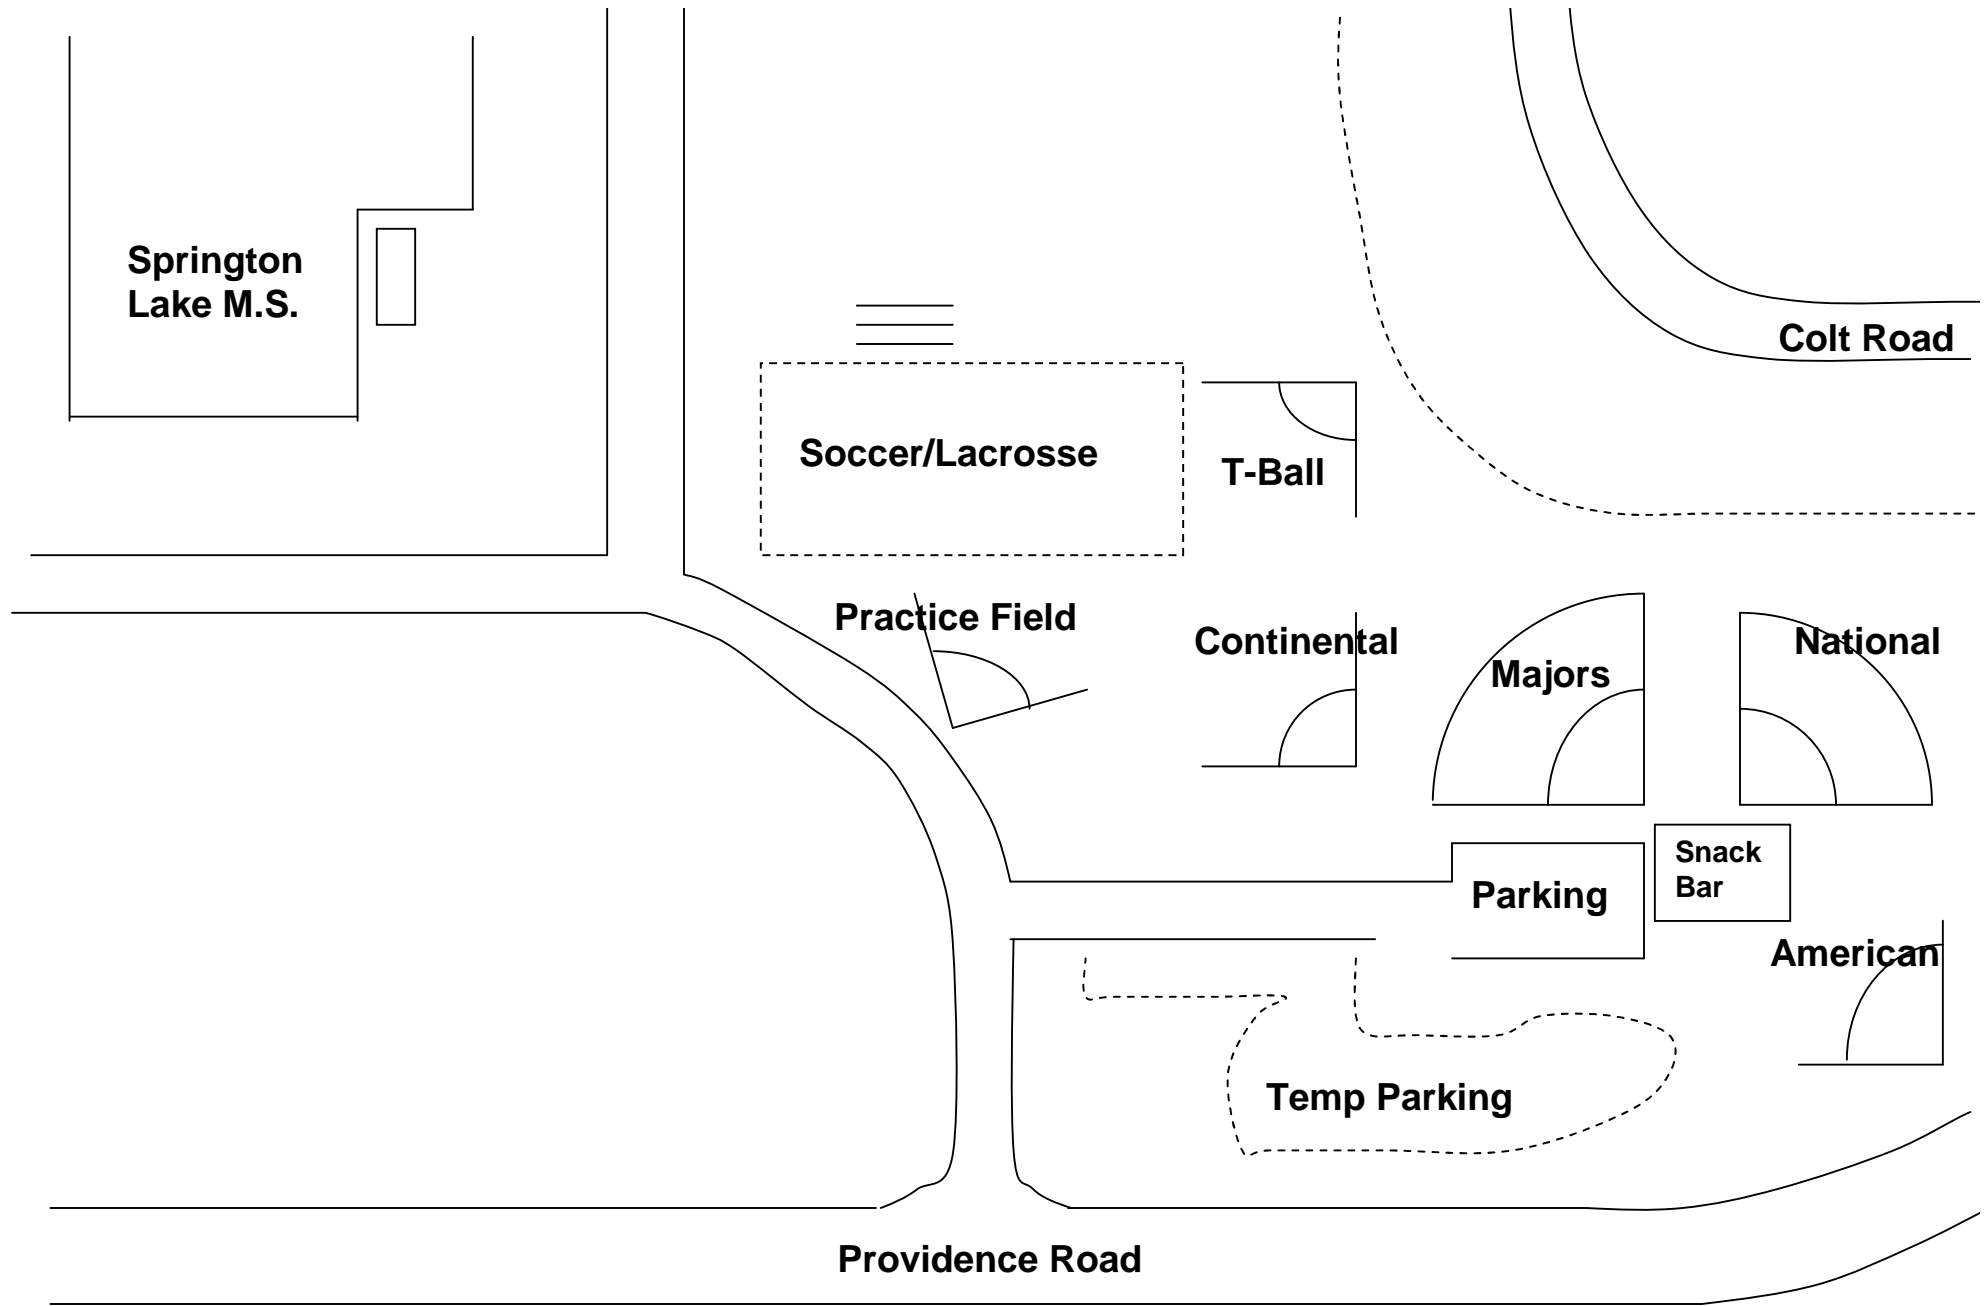 Springton
Lake M.S.
Colt Road
Soccer/Lacrosse
T-Ball
Practice Field
Continental
Majors
National
Snack
Bar
Parking
American
Temp Parking
Providence Road